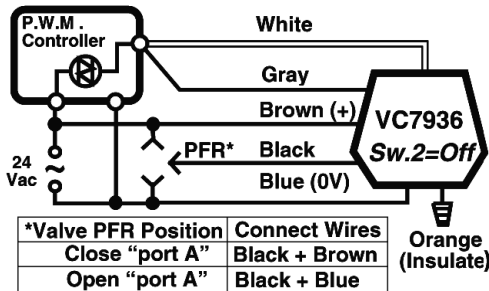 P.W.M.
Controller
White
Gray
Brown (+)
VC7936
Sw.2=Off
24
Vac
PFR*
Black
Blue (0V)
Orange
(Insulate)
*Valve PFR Position Connect Wires
Close “port A” Black + Brown
Open “port A” Black + Blue